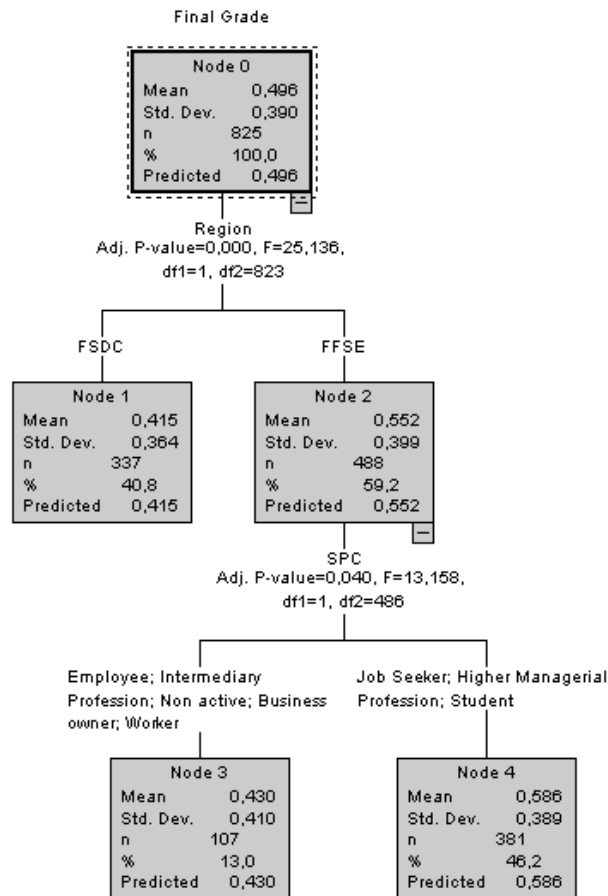 Final Grade
Node 0
Mean 0,496
Std. Dev. 0,390
n 825
% 100,0
Predicted 0,496
Region
Adj. P-value=0,000, F=25,136,
df1=1, df2=823
FSDC
FFSE
Node 1
Mean 0,415
Std. Dev. 0,364
n 337
% 40,8
Predicted 0,415
Node 2
Mean 0,552
Std. Dev. 0,399
n 488
% 59,2
Predicted 0,552
SPC
Adj. P-value=0,040, F=13,158,
df1=1, df2=486
Employee; Intermediary
Profession; Non active; Business
owner; Worker
Job Seeker; Higher Managerial
Profession; Student
Node 3
Mean 0,430
Std. Dev. 0,410
n 107
% 13,0
Predicted 0,430
Node 4
Mean 0,586
Std. Dev. 0,389
n 381
% 46,2
Predicted 0,586